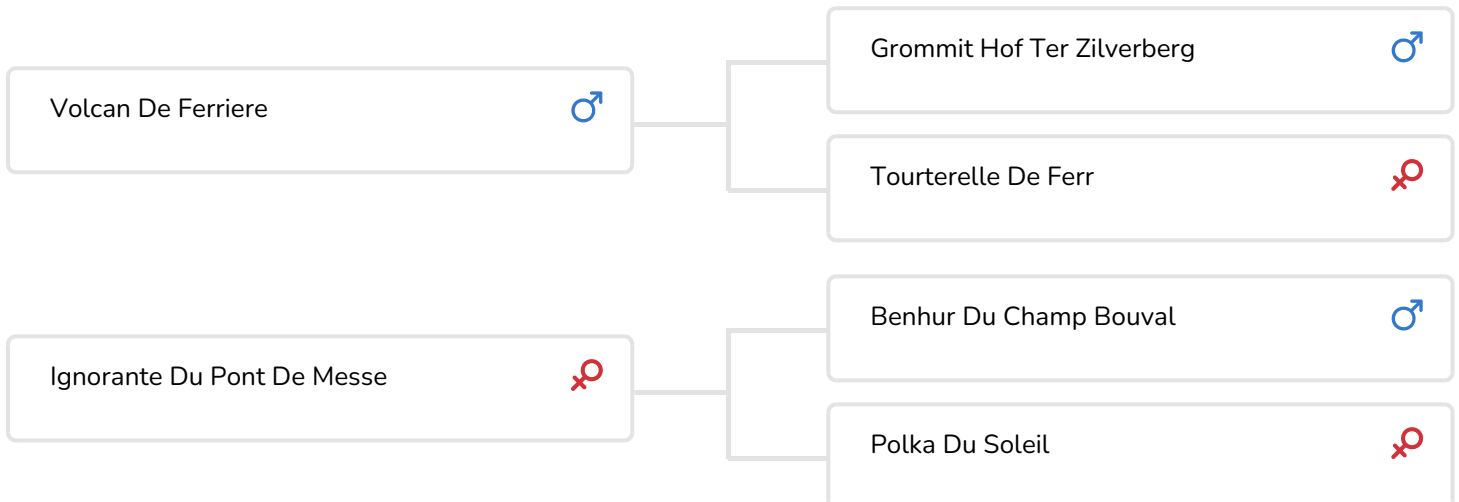 Grommit Hof Ter Zilverberg
Volcan De Ferriere
Tourterelle De Ferr
Benhur Du Champ Bouval
Ignorante Du Pont De Messe
Polka Du Soleil